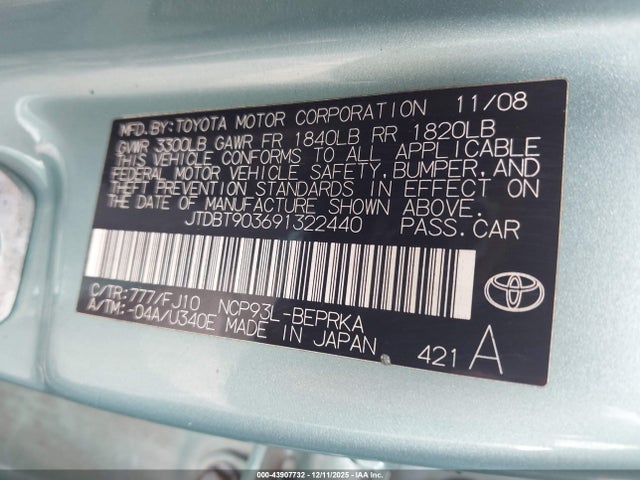 MFD.BY:TOYOTA MOTOR CORPORATION 11/08
GVWR 3300LB GAWR FR 1840LB RR 1820LB
THIS VEHICLE CONFORMS TO ALL APPLICABLE
FEDERAL MOTOR VEHICLE SAFETY, BUMPER, AND
THEFT PREVENTION STANDARDS IN EFFECT ON
THE DATE OF MANUFACTURE SHOWN ABOVE.
JTDBT903691322440 PASS.CAR
C/TR:777/FJ10 NCP93L-BEPRKA
A/TM:-04A/U340E MADE IN JAPAN
421 A
000-43907732 - 12/11/2025 - IAA Inc.